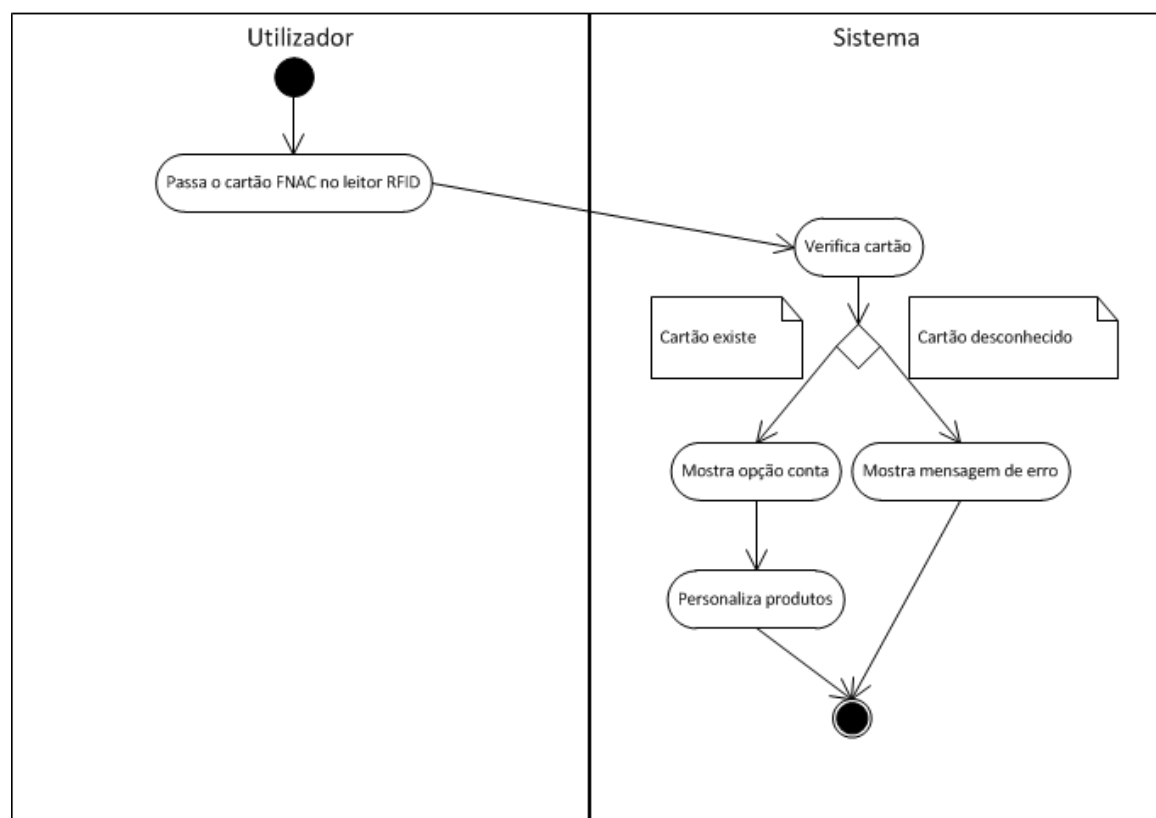 Utilizador
Sistema
Passa o cartão FNAC no leitor RFID
Verifica cartão
Cartão existe
Cartão desconhecido
Mostra opção conta
Mostra mensagem de erro
Personaliza produtos